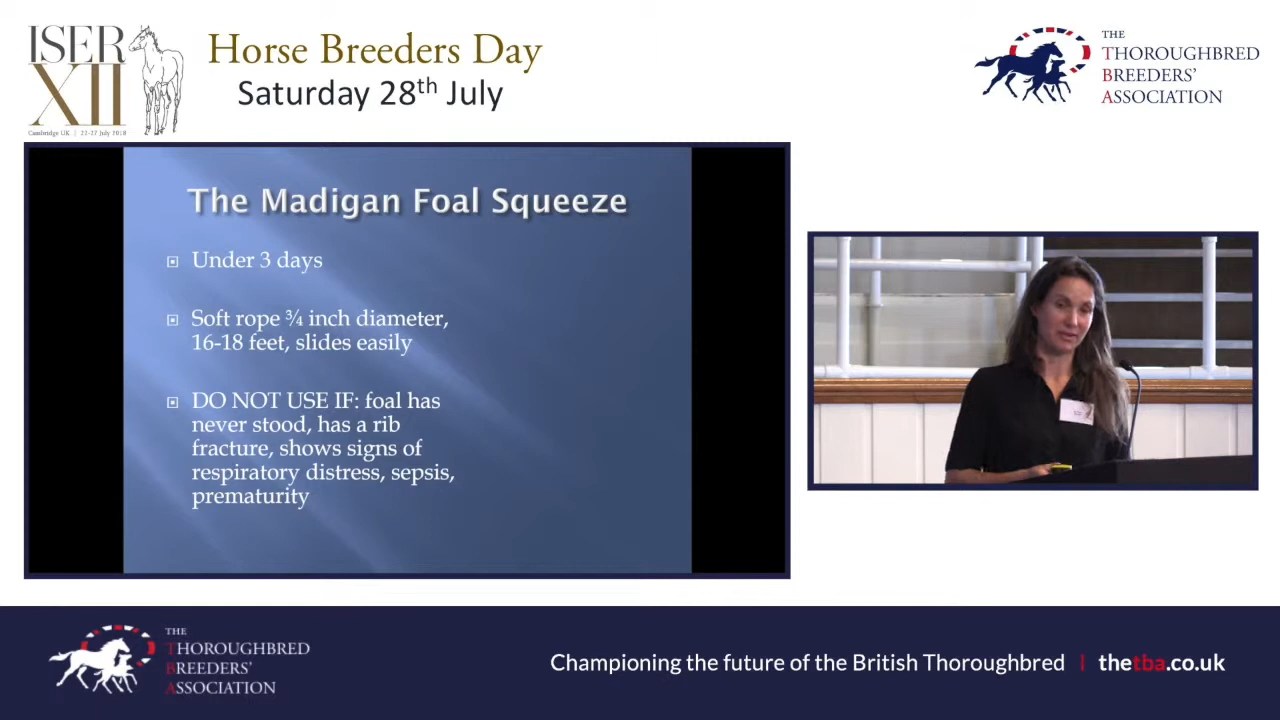 ISER
XII
Cambridge UK | 22-27 July 2018
Horse Breeders Day
Saturday 28th July
THE
THOROUGHBRED
BREEDERS'
ASSOCIATION
The Madigan Foal Squeeze
Under 3 days
Soft rope ¾ inch diameter,
16-18 feet, slides easily
DO NOT USE IF: foal has
never stood, has a rib
fracture, shows signs of
respiratory distress, sepsis,
prematurity
THE
THOROUGHBRED
BREEDERS'
ASSOCIATION
Championing the future of the British Thoroughbred | thetba.co.uk